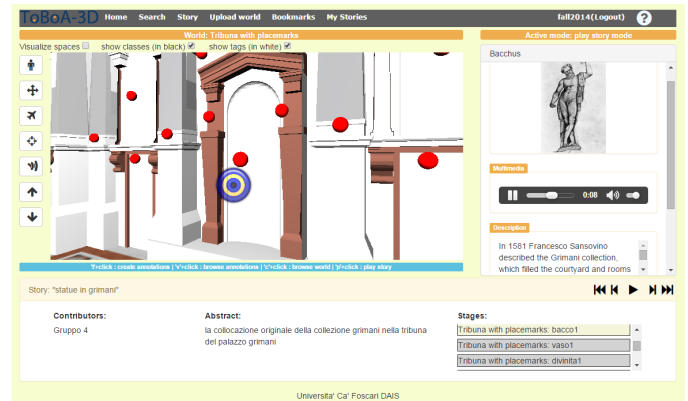 ToBoA-3D Home Search Story Upload world Bookmarks My Stories fall2014(Logout) ?
World: Tribuna with placemarks
Active mode: play story mode
Visualize spaces show classes (in black) show tags (in white)
Bacchus
Multimedia
0:08
Description
In 1581 Francesco Sansovino
described the Grimani collection,
which filled the courtyard and rooms
'f'+click : create annotations | 'v'+click : browse annotations | 'c'+click : browse world | 'p'+click : play story
Story: "statue in grimani"
Contributors:
Gruppo 4
Abstract:
la collocazione originale della collezione grimani nella tribuna
del palazzo grimani
Stages:
Tribuna with placemarks: bacco1
Tribuna with placemarks: vaso1
Tribuna with placemarks: divinita1
Universita' Ca' Foscari DAIS